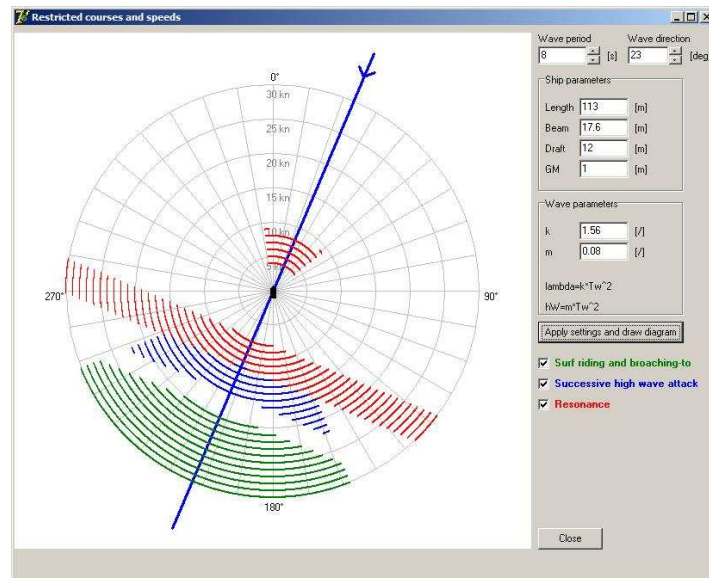 Restricted courses and speeds
Wave period
Wave direction
8
[s]
23
[deg]
Ship parameters
Length 113 [m]
Beam 17.6 [m]
Draft 12 [m]
GM 1 [m]
Wave parameters
k 1.56 [/]
m 0.08 [/]
lambda=k*Tw^2
hW=m*Tw^2
Apply settings and draw diagram
Surf riding and broaching-to
Successive high wave attack
Resonance
Close
0°
30 kn
25 kn
20 kn
15 kn
10 kn
5 kn
270°
90°
180°